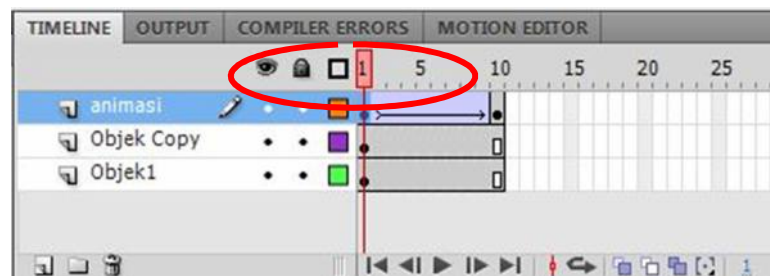 TIMELINE OUTPUT COMPILER ERRORS MOTION EDITOR
1 5 10 15 20 25
animasi
Objek Copy
Objek1
1